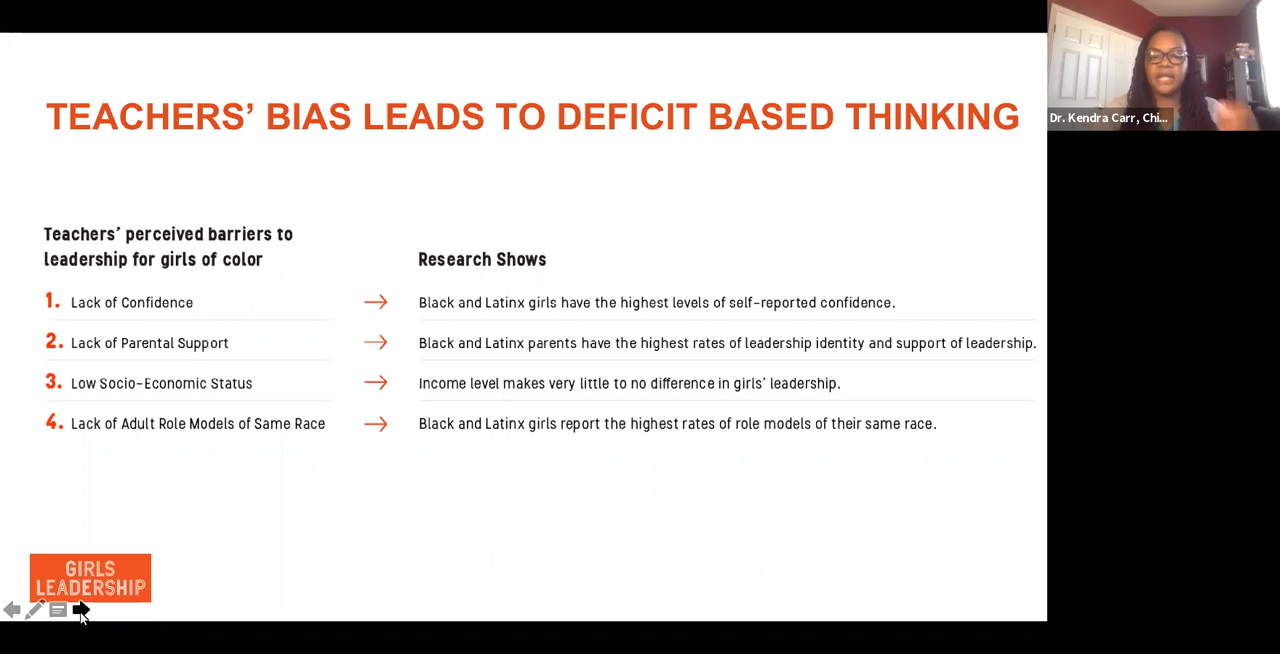 TEACHERS’ BIAS LEADS TO DEFICIT BASED THINKING
Dr. Kendra Carr, Chi...
Teachers’ perceived barriers to
leadership for girls of color
Research Shows
1. Lack of Confidence → Black and Latinx girls have the highest levels of self-reported confidence.
2. Lack of Parental Support → Black and Latinx parents have the highest rates of leadership identity and support of leadership.
3. Low Socio-Economic Status → Income level makes very little to no difference in girls’ leadership.
4. Lack of Adult Role Models of Same Race → Black and Latinx girls report the highest rates of role models of their same race.
GIRLS
LEADERSHIP